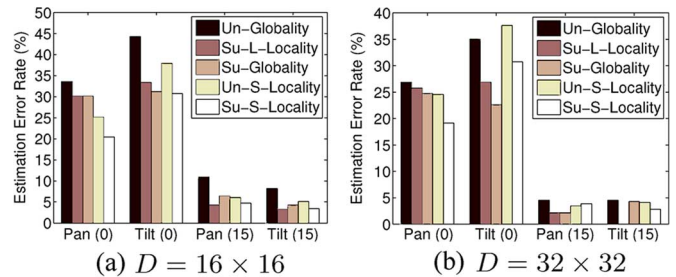 50
45
40
35
30
25
20
15
10
5
0
Estimation Error Rate (%)
Un-Globality
Su-L-Locality
Su-Globality
Un-S-Locality
Su-S-Locality
Pan (0) Tilt (0) Pan (15) Tilt (15)
(a) D = 16 × 16
40
35
30
25
20
15
10
5
0
Estimation Error Rate (%)
Un-Globality
Su-L-Locality
Su-Globality
Un-S-Locality
Su-S-Locality
Pan (0) Tilt (0) Pan (15) Tilt (15)
(b) D = 32 × 32